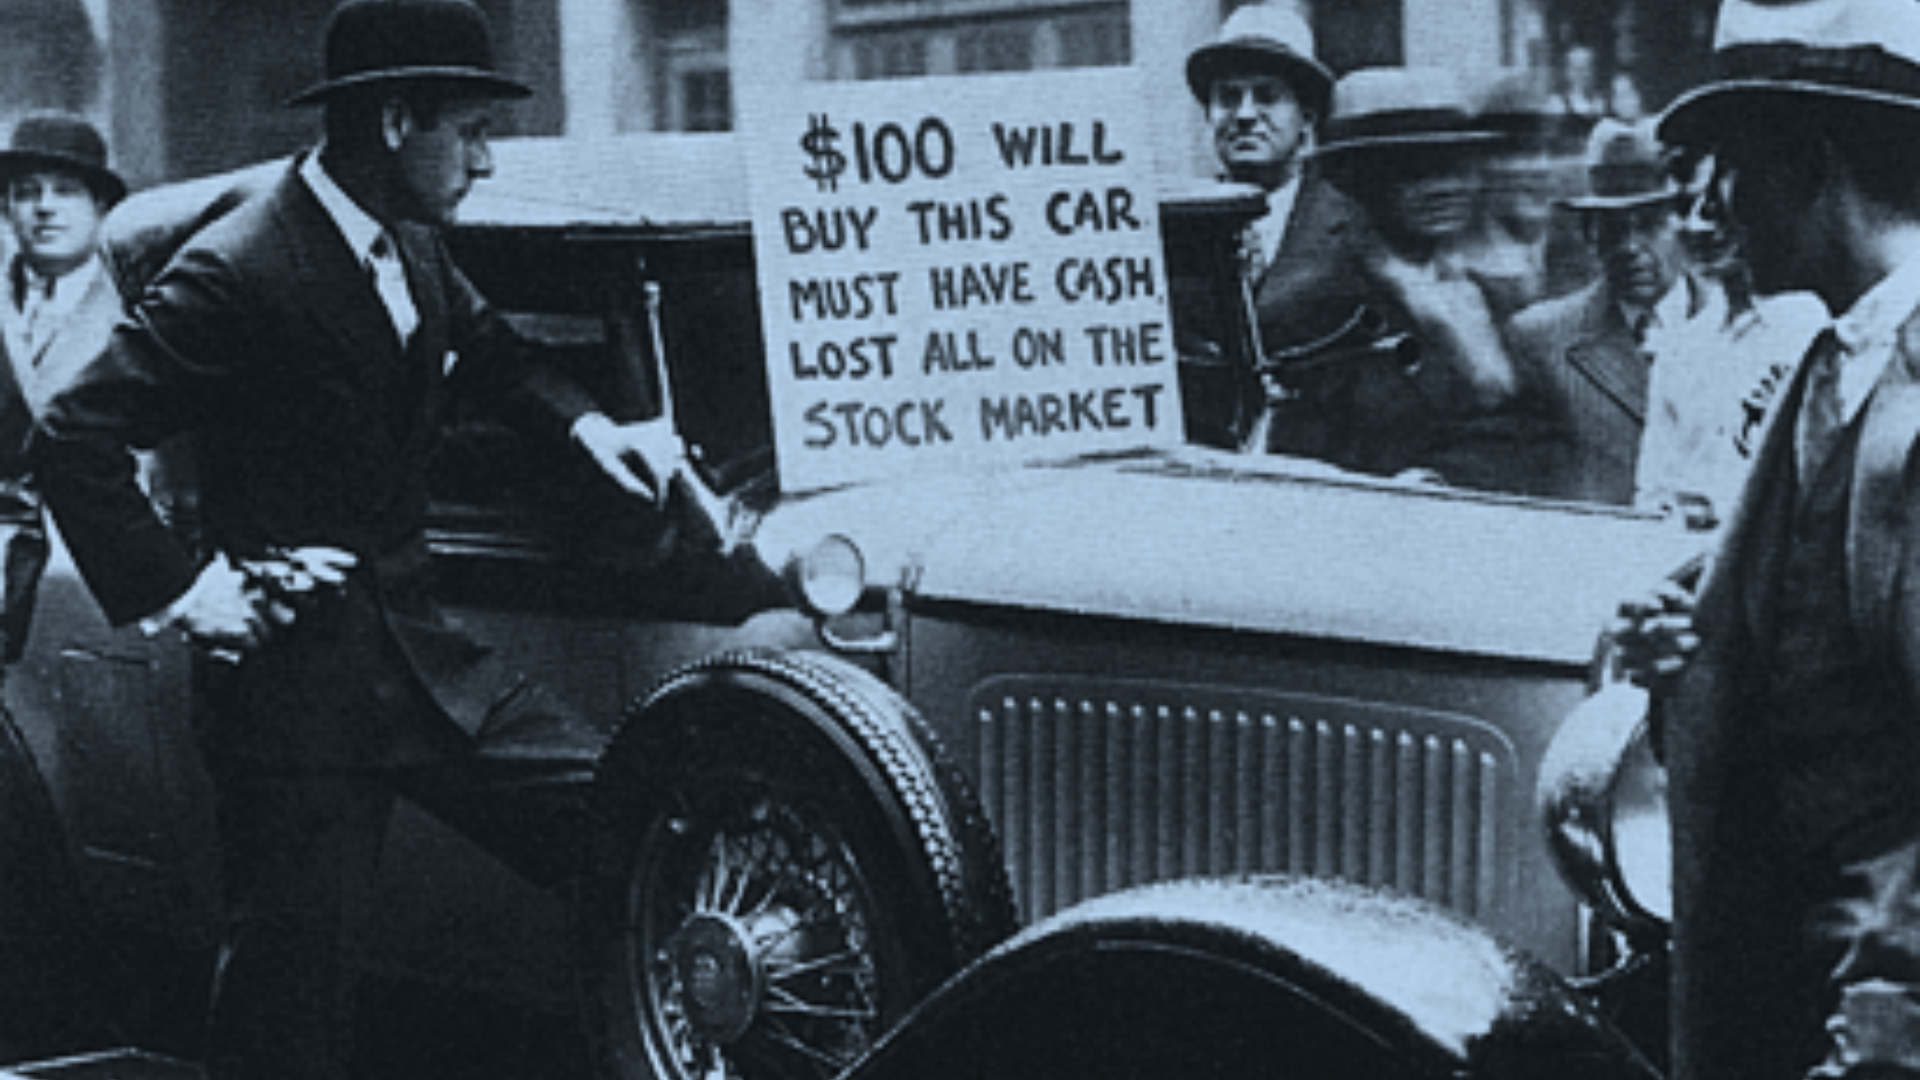 $100 WILL
BUY THIS CAR.
MUST HAVE CASH.
LOST ALL ON THE
STOCK MARKET